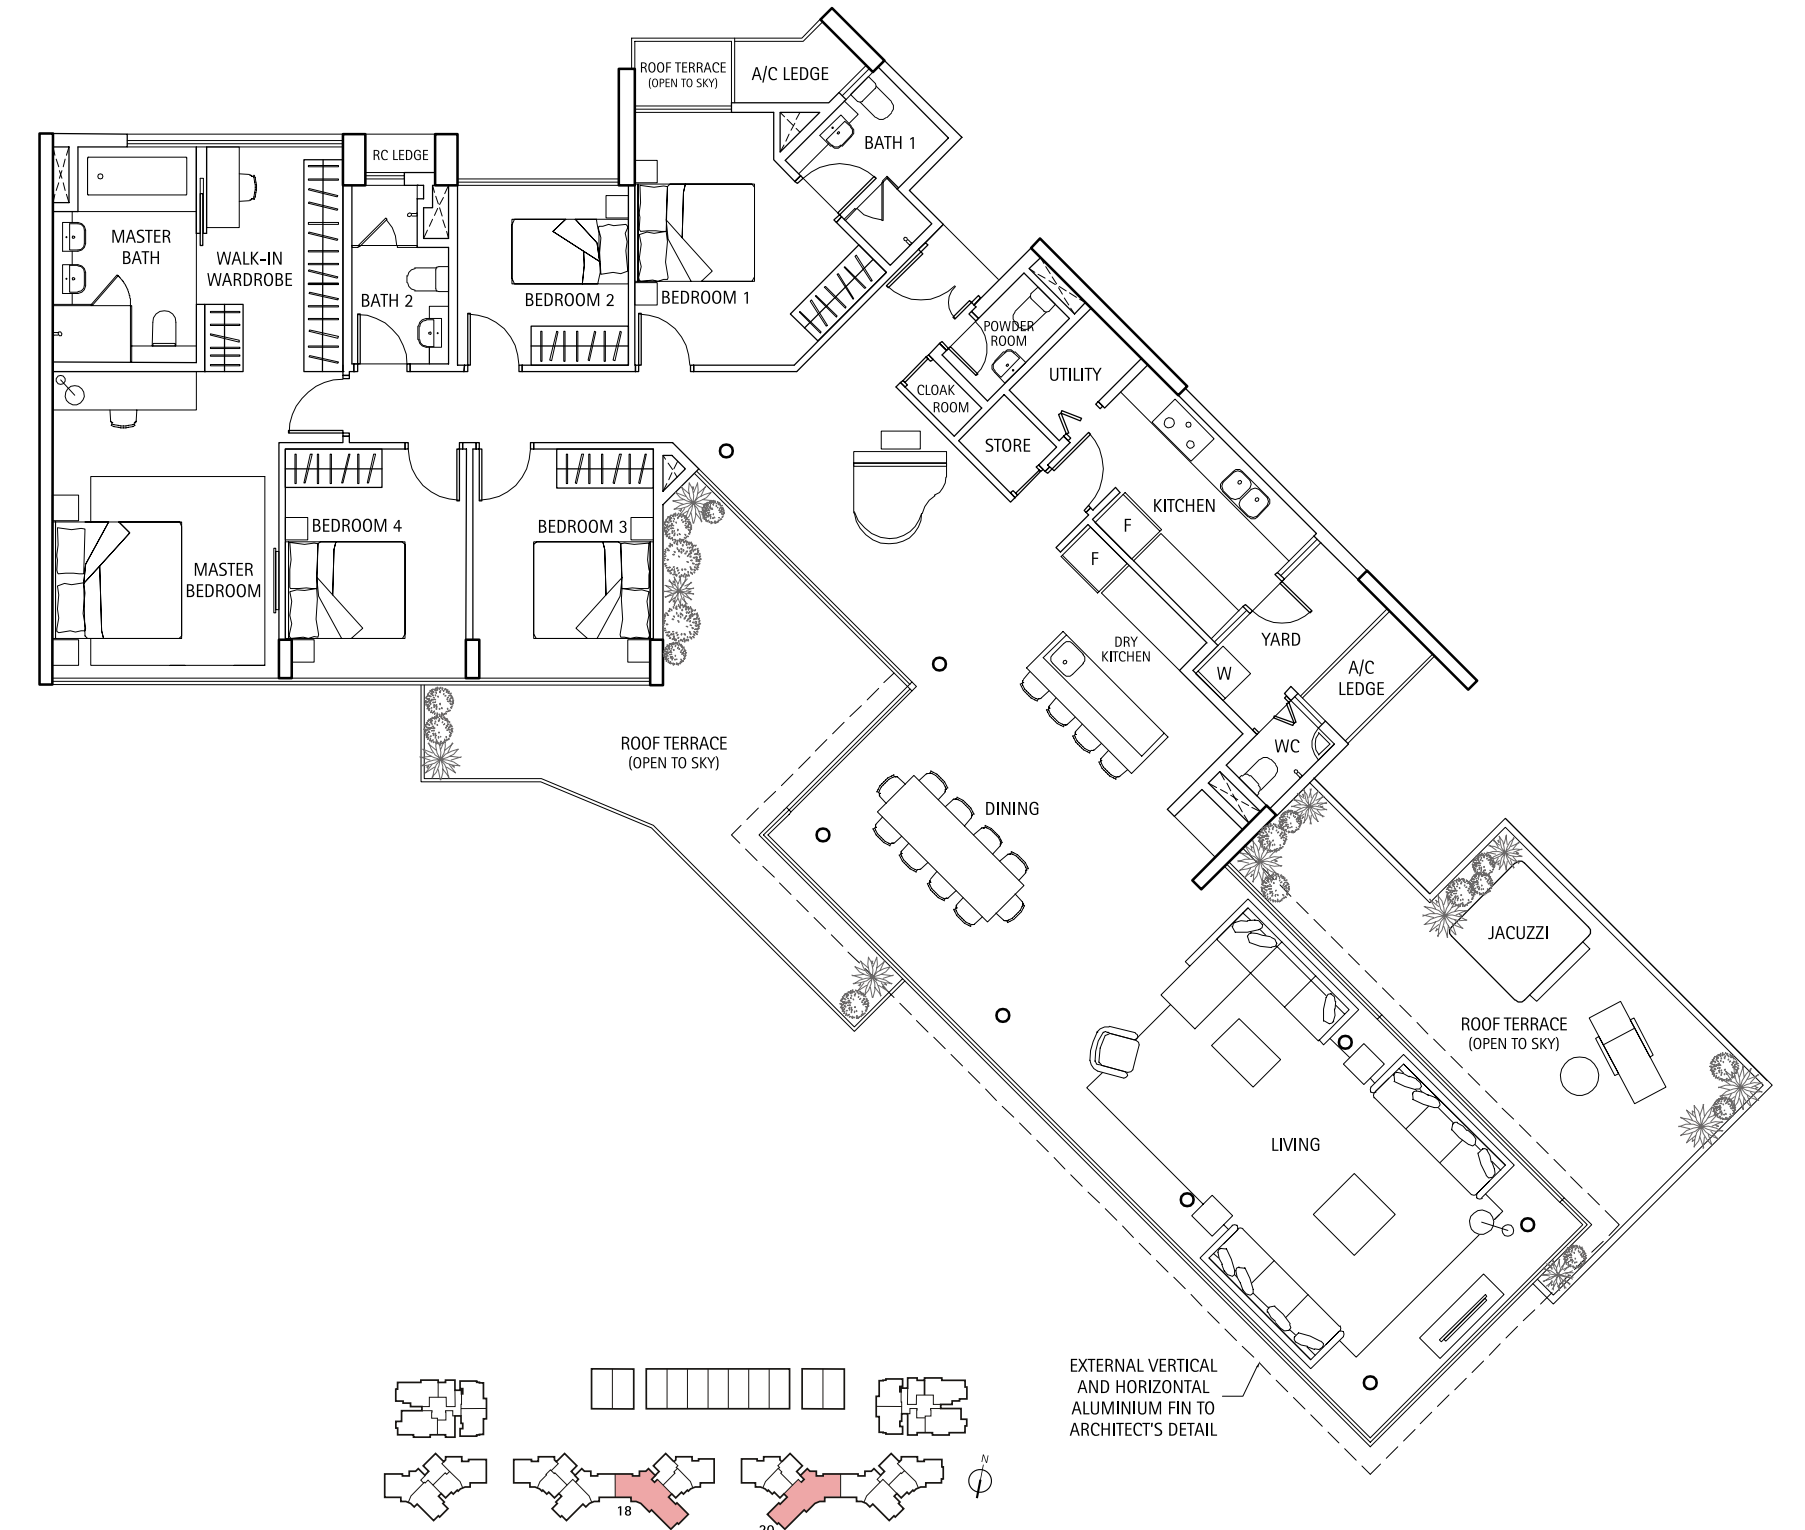 ROOF TERRACE
(OPEN TO SKY)
A/C LEDGE
BATH 1
RC LEDGE
MASTER
BATH
WALK-IN
WARDROBE
BATH 2
BEDROOM 2
BEDROOM 1
POWDER
ROOM
UTILITY
CLOAK
ROOM
STORE
KITCHEN
F
F
BEDROOM 4
BEDROOM 3
MASTER
BEDROOM
DRY
KITCHEN
YARD
W
A/C
LEDGE
WC
ROOF TERRACE
(OPEN TO SKY)
DINING
JACUZZI
ROOF TERRACE
(OPEN TO SKY)
LIVING
EXTERNAL VERTICAL
AND HORIZONTAL
ALUMINIUM FIN TO
ARCHITECT'S DETAIL
N
18
20